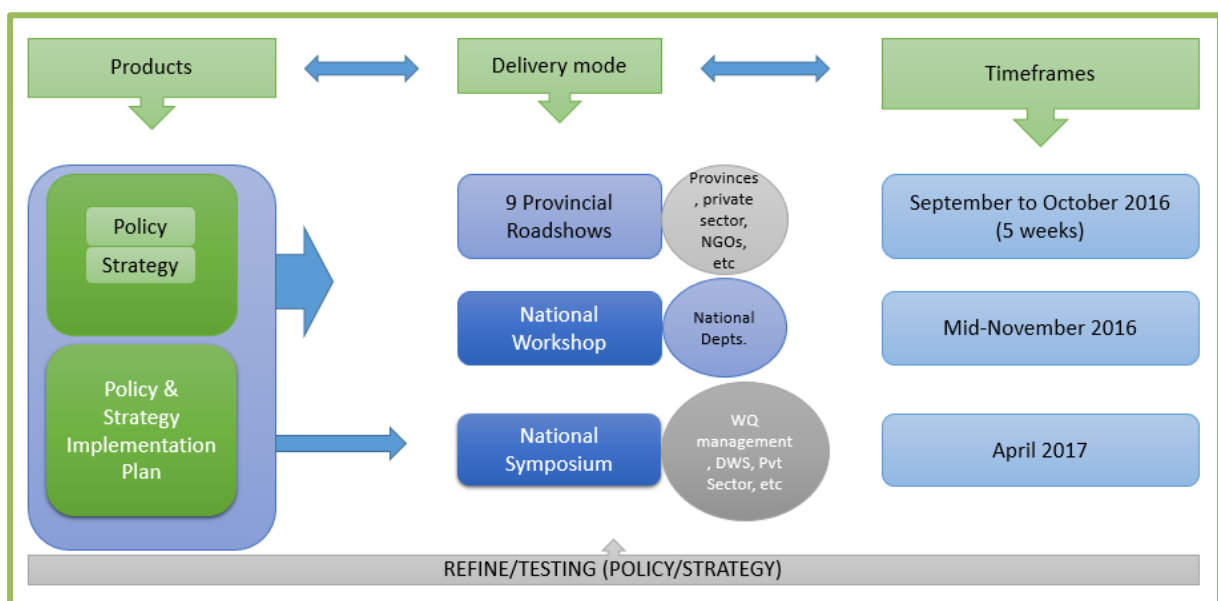 Products
Delivery mode
Timeframes
Policy
Strategy
Policy &
Strategy
Implementation
Plan
9 Provincial
Roadshows
Provinces
, private
sector,
NGOs,
etc
September to October 2016
(5 weeks)
National
Workshop
National
Depts.
Mid-November 2016
National
Symposium
WQ
management
, DWS, Pvt
Sector, etc
April 2017
REFINE/TESTING (POLICY/STRATEGY)